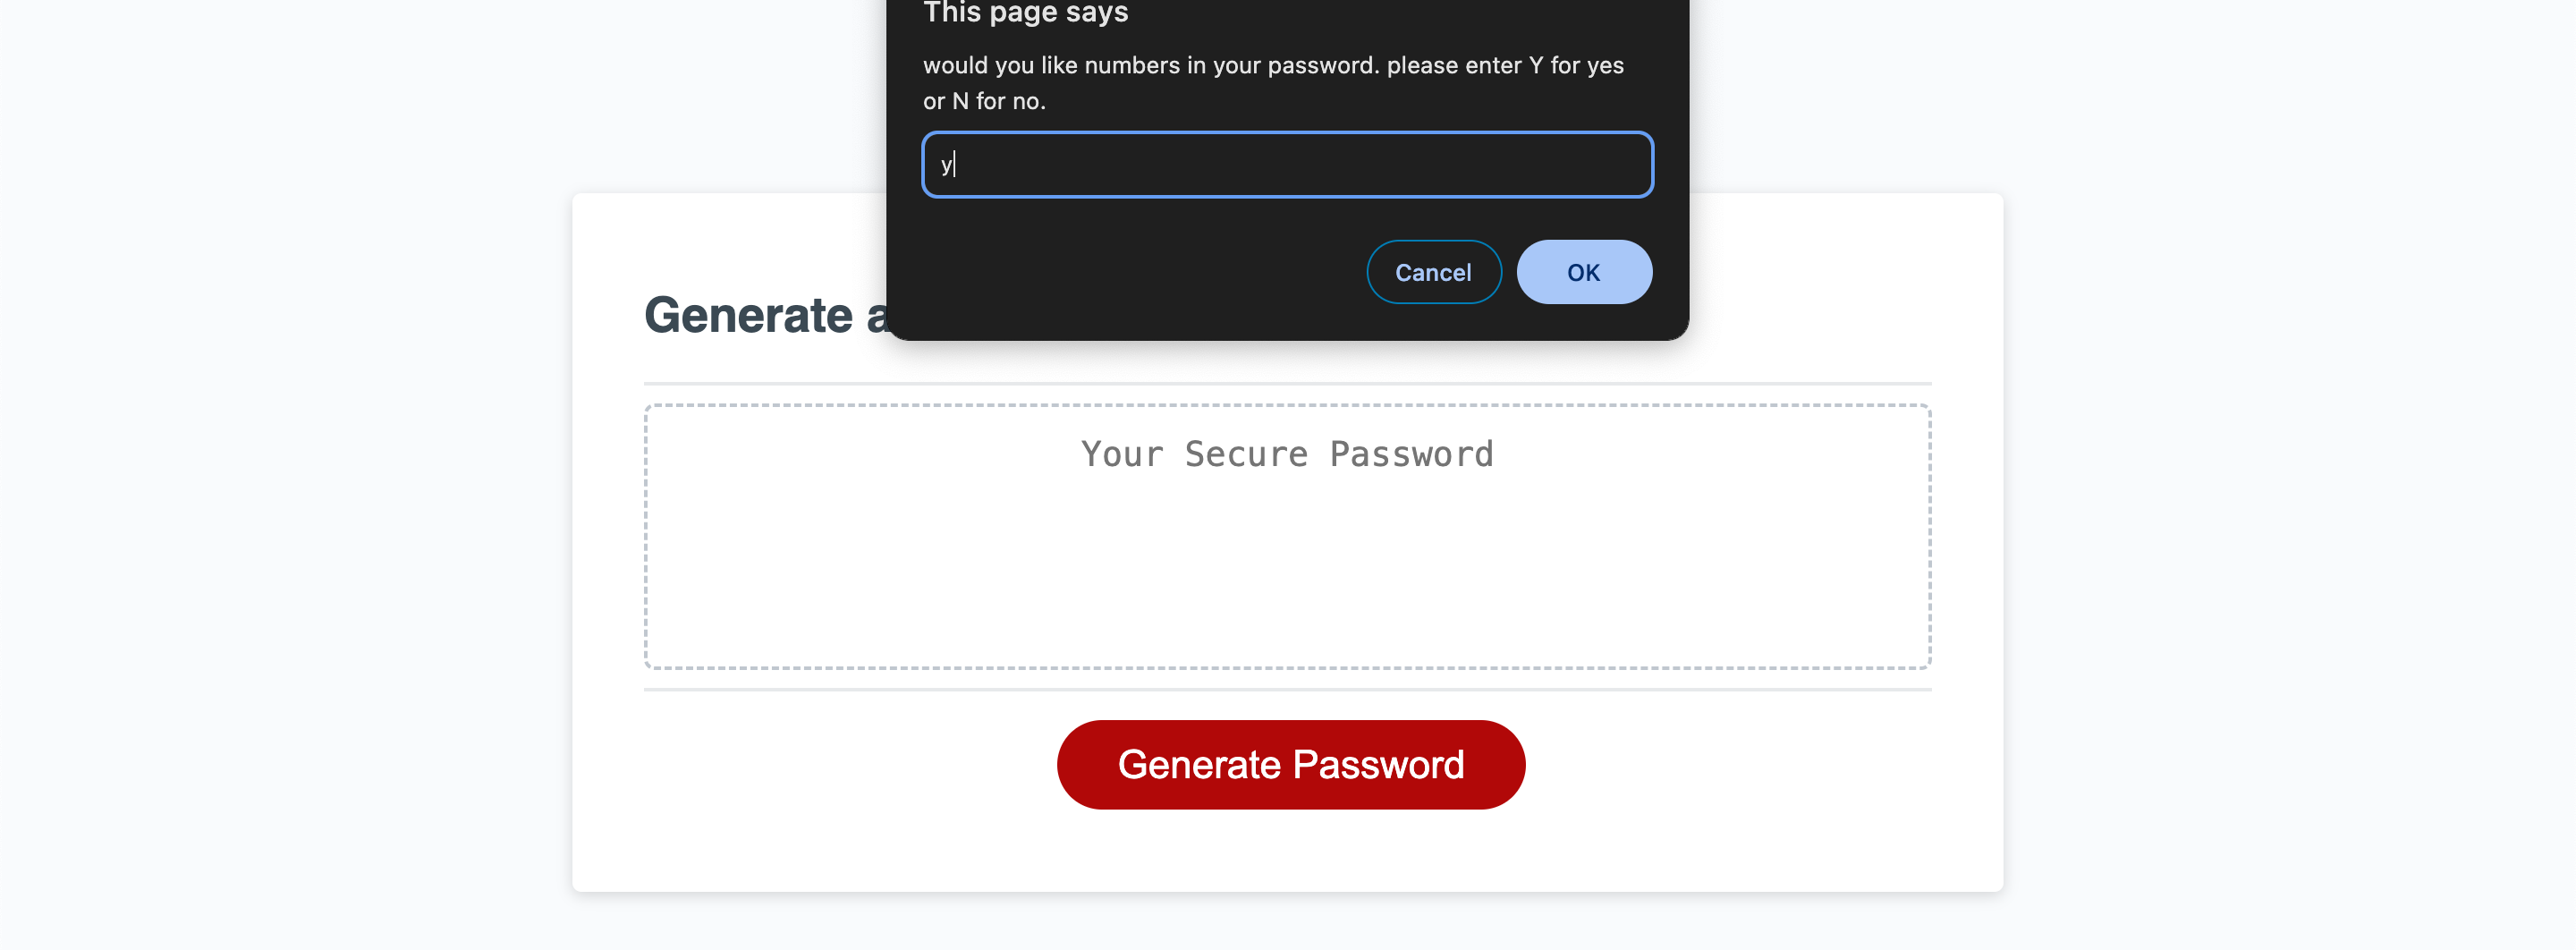 This page says
would you like numbers in your password. please enter Y for yes
or N for no.
y
Cancel
OK
Generate a
Your Secure Password
Generate Password